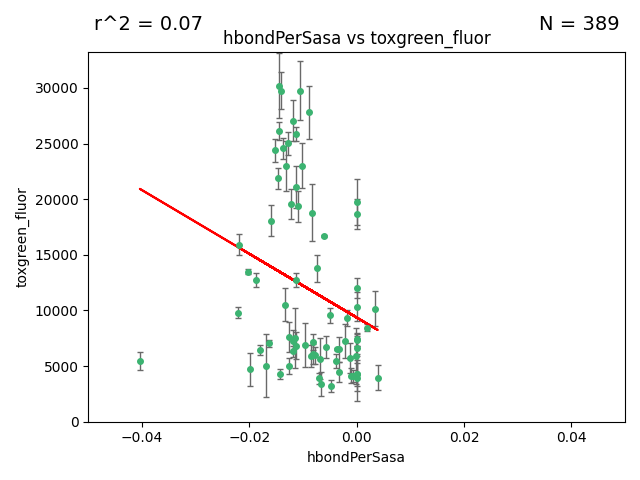 r^2 = 0.07
N = 389
hbondPerSasa vs toxgreen_fluor
30000
25000
20000
15000
10000
5000
0
toxgreen_fluor
−0.04
−0.02
0.00
0.02
0.04
hbondPerSasa